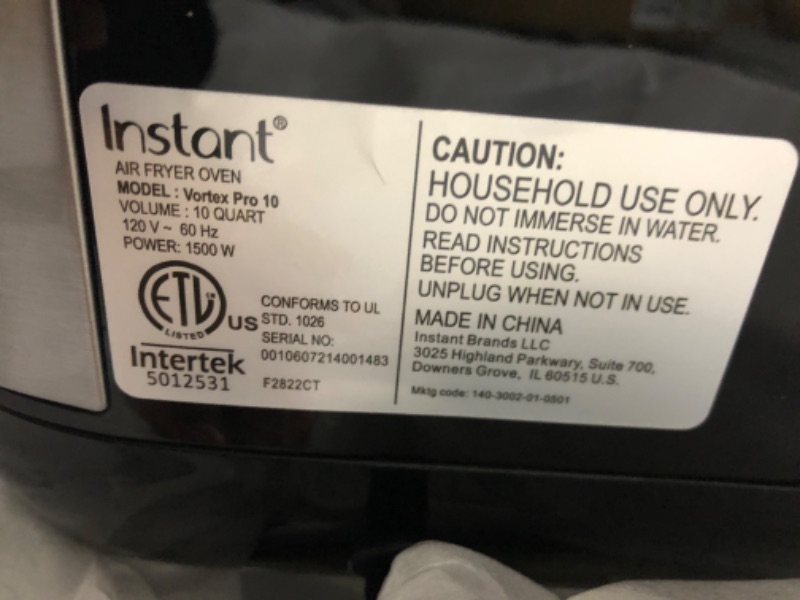 Instant®
AIR FRYER OVEN
MODEL : Vortex Pro 10
VOLUME : 10 QUART
120 V ~ 60 Hz
POWER: 1500 W
ETL
LISTED
US
CONFORMS TO UL
STD. 1026
SERIAL NO:
0010607214001483
Intertek
5012531
F2822CT
CAUTION:
HOUSEHOLD USE ONLY.
DO NOT IMMERSE IN WATER.
READ INSTRUCTIONS
BEFORE USING.
UNPLUG WHEN NOT IN USE.
MADE IN CHINA
Instant Brands LLC
3025 Highland Parkwary, Suite 700,
Downers Grove, IL 60515 U.S.
Mktg code: 140-3002-01-0501